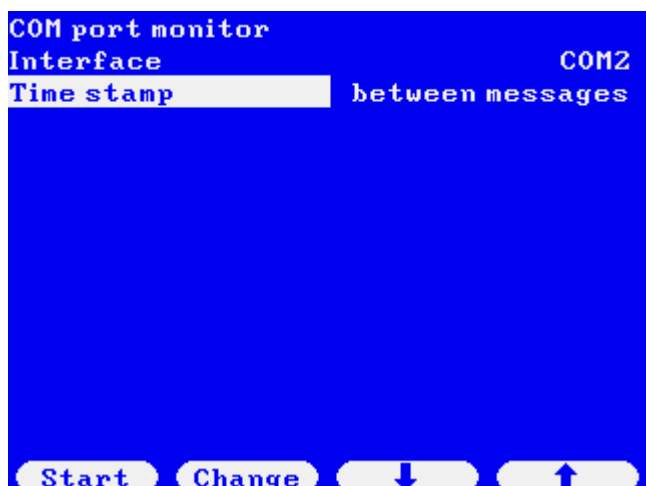 COM port monitor
Interface COM2
Time stamp between messages
Start Change ↓ ↑